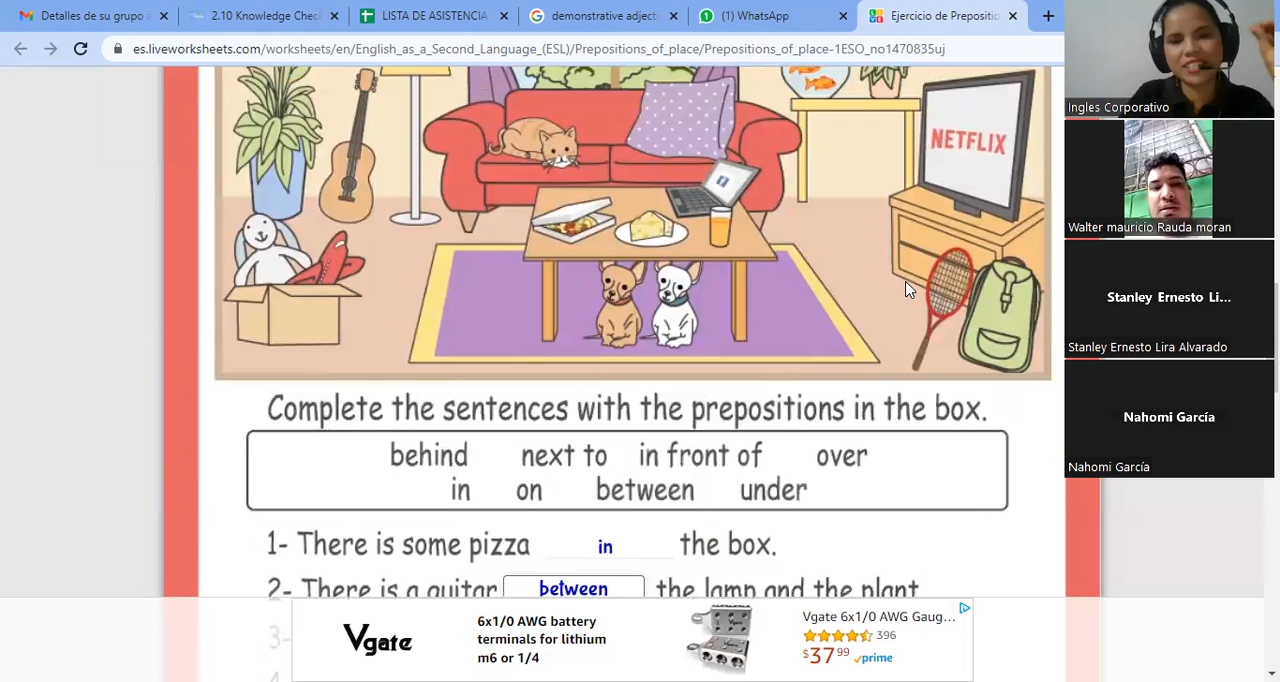 Detalles de su grupo a
2.10 Knowledge Chec
LISTA DE ASISTENCIA
demonstrative adject
(1) WhatsApp
Ejercicio de Prepositio
es.liveworksheets.com/worksheets/en/English_as_a_Second_Language_(ESL)/Prepositions_of_place/Prepositions_of_place-1ESO_no1470835uj
NETFLIX
Complete the sentences with the prepositions in the box.
behind next to in front of over
in on between under
1- There is some pizza in the box.
2- There is a guitar between the lamp and the plant
3-
Vgate
6x1/0 AWG battery
terminals for lithium
m6 or 1/4
Vgate 6x1/0 AWG Gaug...
396
$3799
prime
Ingles Corporativo
Walter mauricio Rauda moran
Stanley Ernesto Li...
Stanley Ernesto Lira Alvarado
Nahomi García
Nahomi García